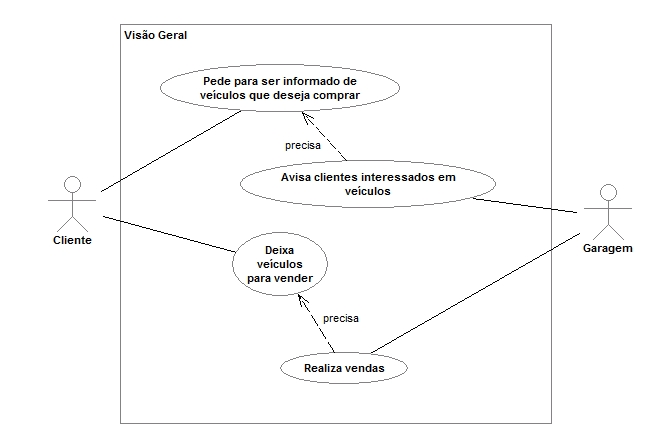 Visão Geral
Pede para ser informado de
veículos que deseja comprar
precisa
Avisa clientes interessados em
veículos
Cliente
Garagem
Deixa
veículos
para vender
precisa
Realiza vendas